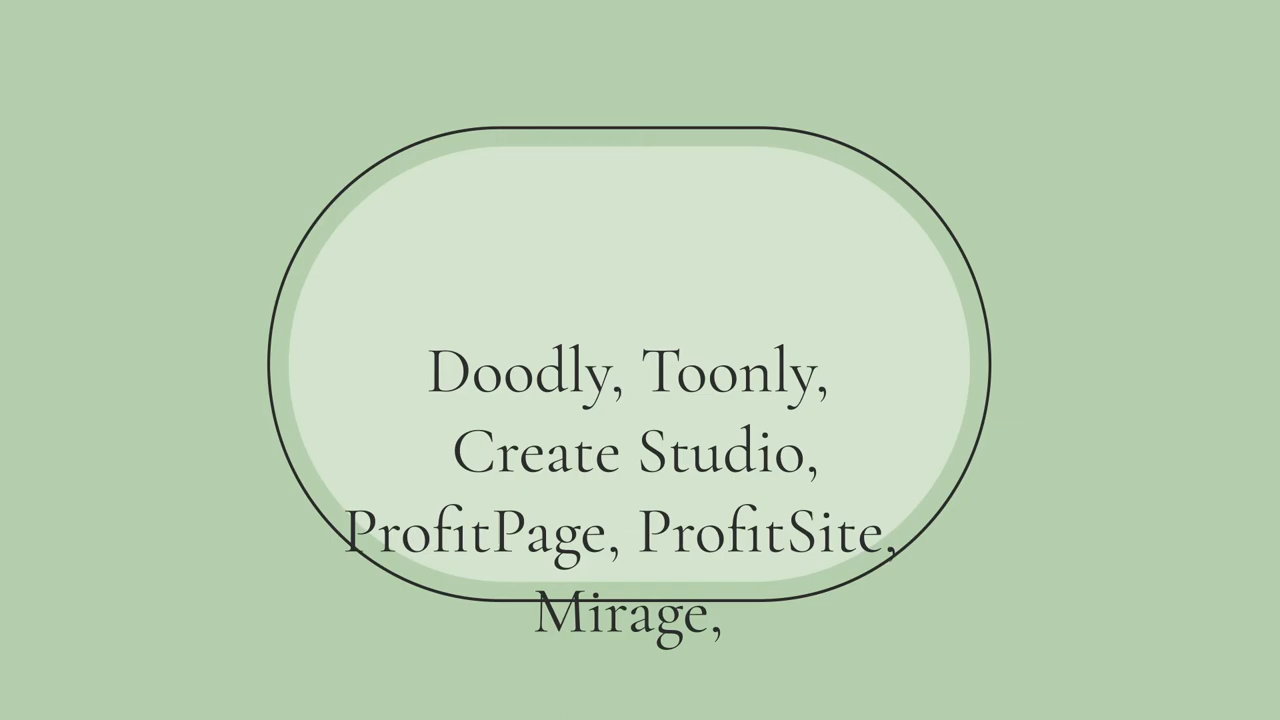 Doodly, Toonly,
Create Studio,
ProfitPage, ProfitSite,
Mirage,